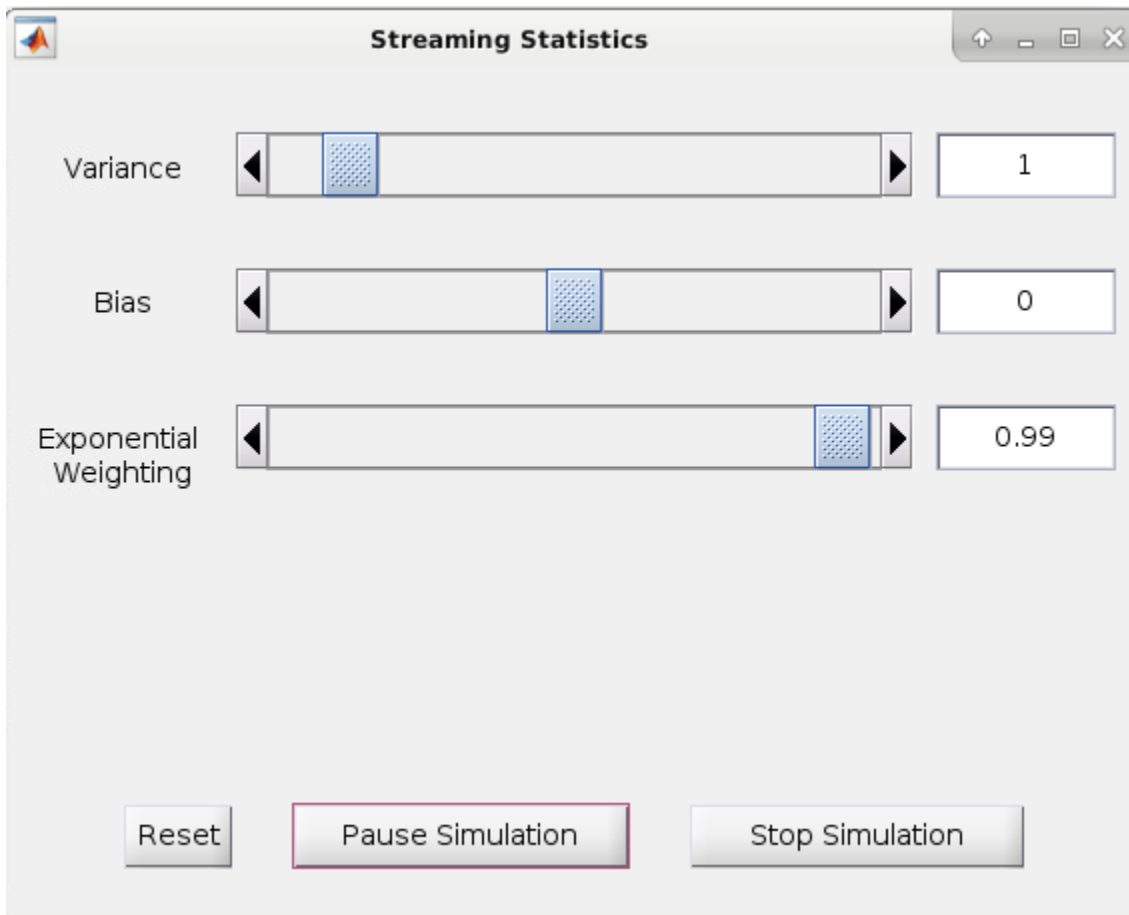 Streaming Statistics
Variance
1
Bias
0
Exponential
Weighting
0.99
Reset
Pause Simulation
Stop Simulation